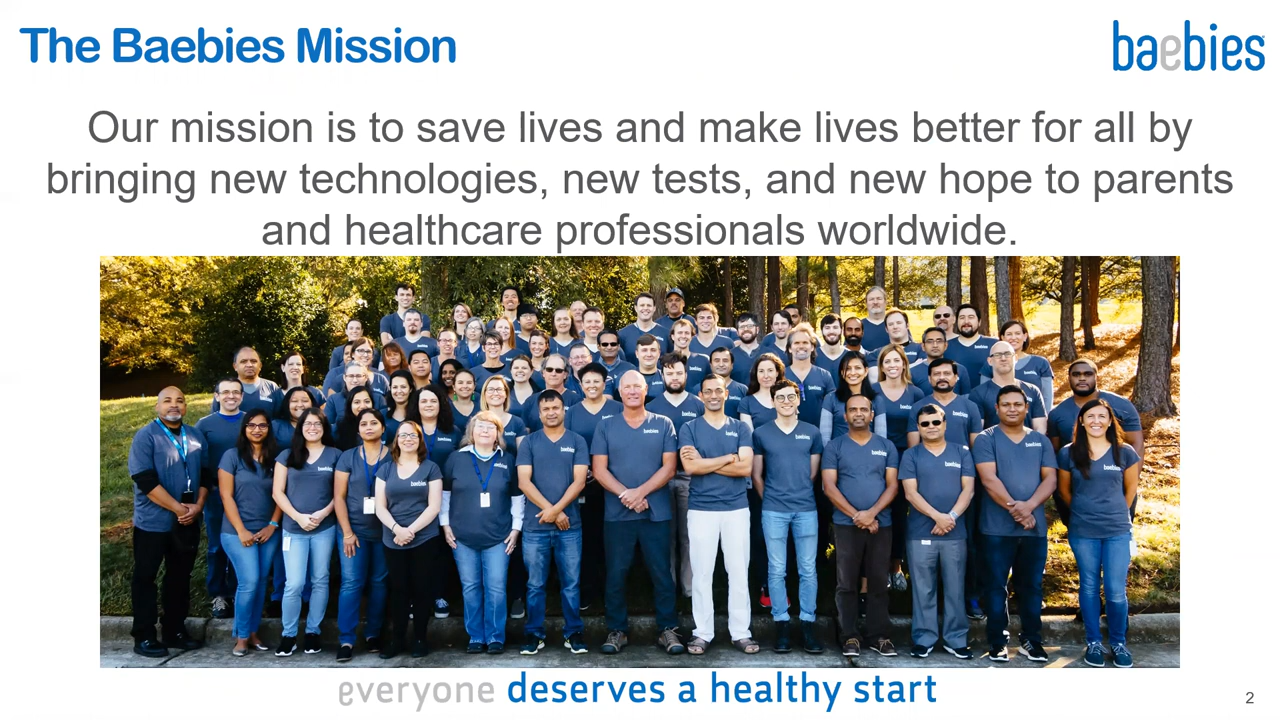 The Baebies Mission
baebies
Our mission is to save lives and make lives better for all by
bringing new technologies, new tests, and new hope to parents
and healthcare professionals worldwide.
everyone deserves a healthy start
2